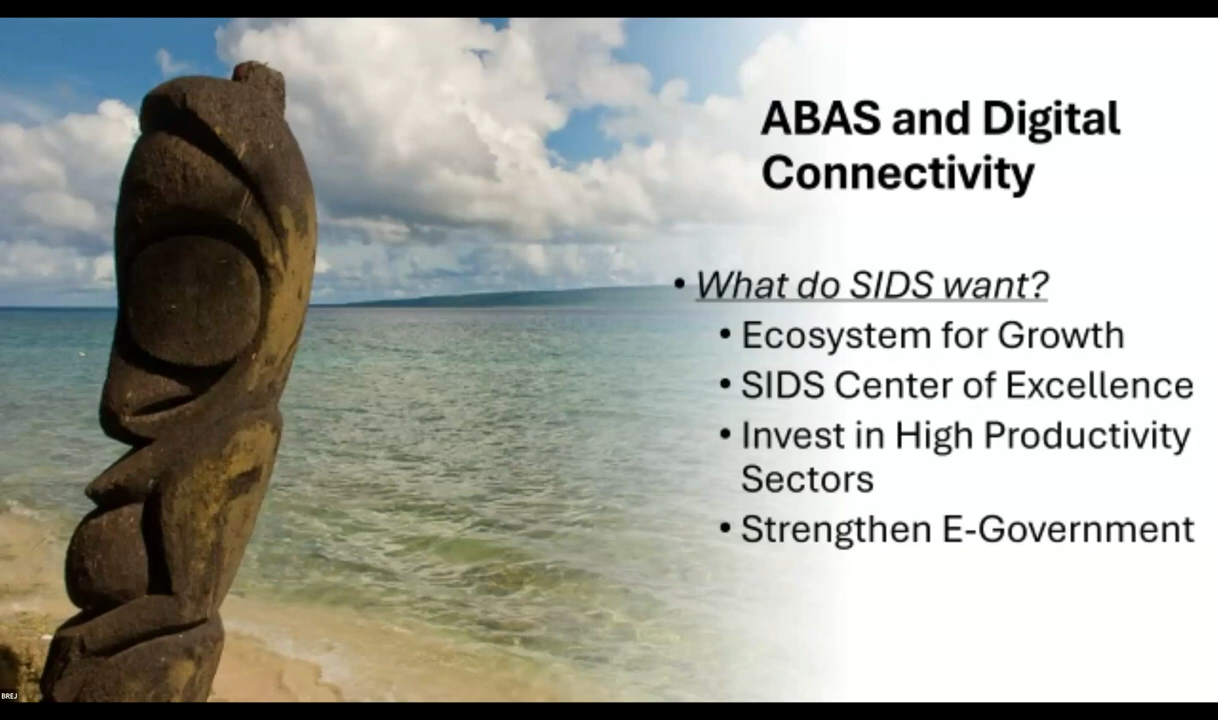 ABAS and Digital
Connectivity
• What do SIDS want?
• Ecosystem for Growth
• SIDS Center of Excellence
• Invest in High Productivity
Sectors
• Strengthen E-Government
BREJ